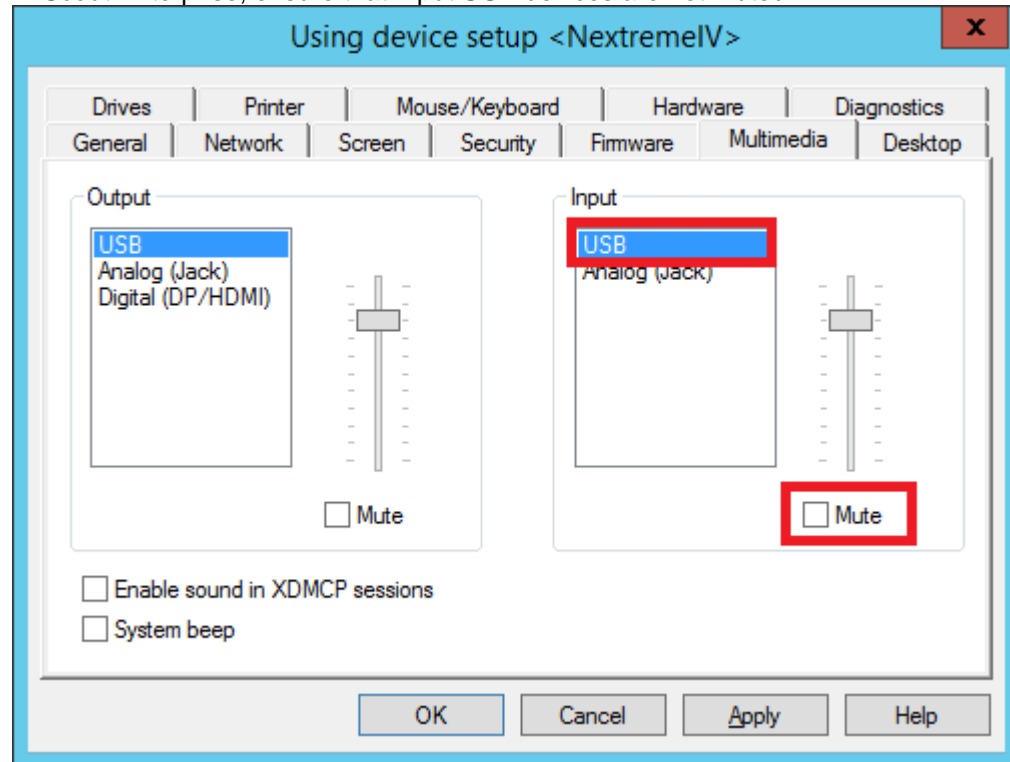 Using device setup <NextremeIV>
X
Drives Printer Mouse/Keyboard Hardware Diagnostics
General Network Screen Security Firmware Multimedia Desktop
Output
USB
Analog (Jack)
Digital (DP/HDMI)
Mute
Input
USB
Analog (Jack)
Mute
Enable sound in XDMCP sessions
System beep
OK Cancel Apply Help